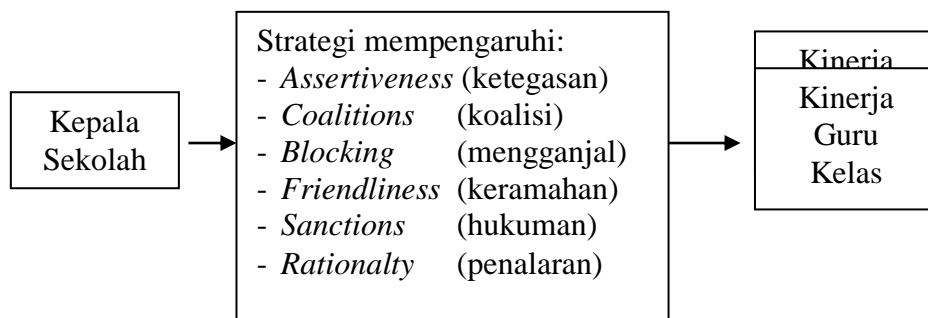 Kepala
Sekolah
Strategi mempengaruhi:
- Assertiveness (ketegasan)
- Coalitions (koalisi)
- Blocking (mengganjal)
- Friendliness (keramahan)
- Sanctions (hukuman)
- Rationalty (penalaran)
Kinerja
Kinerja
Guru
Kelas